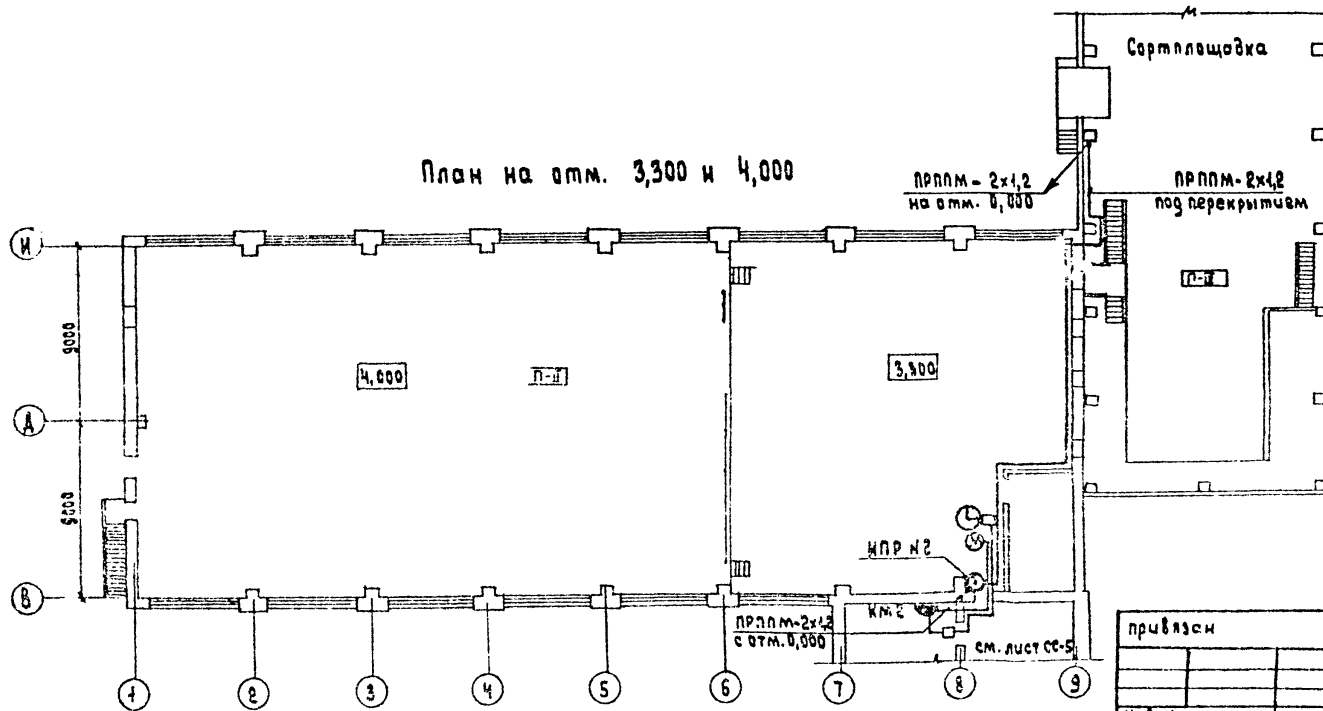 Сортплощадка
План на отм. 3,300 и 4,000
ПРППМ-2х1,2
на отм. 0,000
ПРППМ-2х1,2
под перекрытием
И
П-II
9000
4,000
П-II
3,300
А
6000
ИПР №2
В
КМ2
ПРППМ-2х1,2
с отм. 0,000
см. лист СС-5
привязан
1
2
3
4
5
6
7
8
9